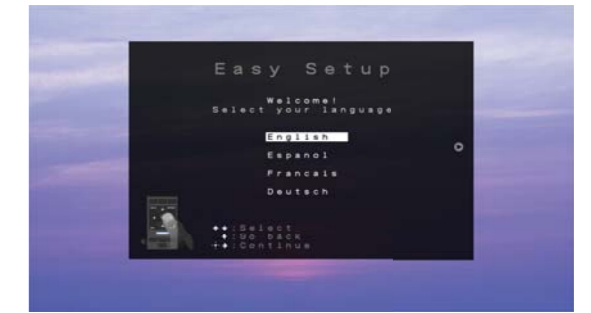 Easy Setup
Welcome!
Select your language
English
Espanol
Francais
Deutsch
:Select
:Go back
:Continue